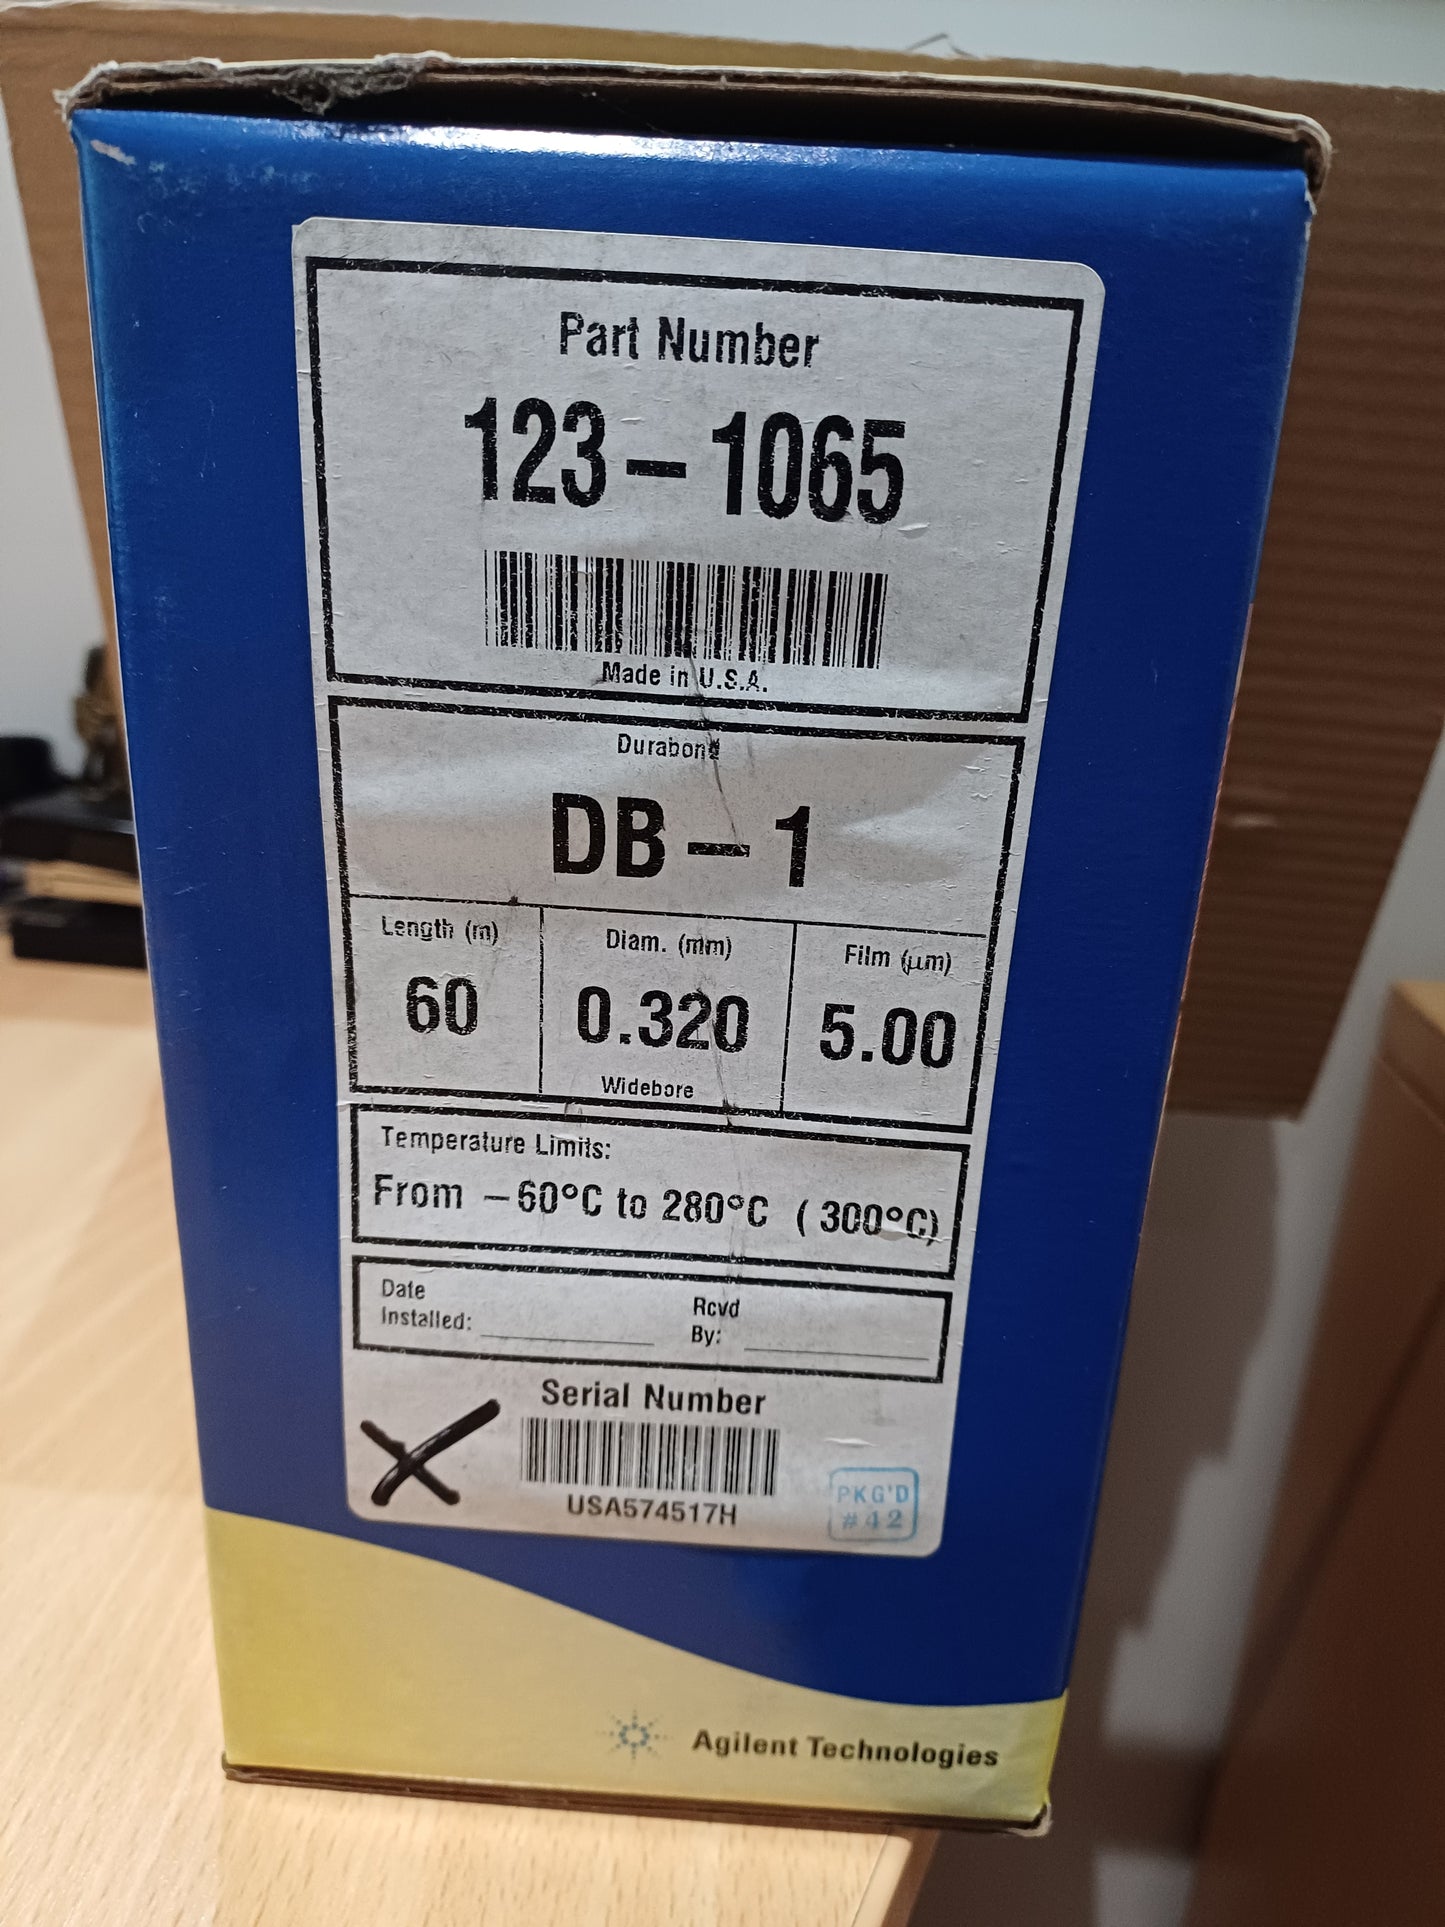 Part Number
123-1065
Made in U.S.A.
Durabond
DB-1
Length (m) Diam. (mm) Film (µm)
60 0.320 5.00
Widebore
Temperature Limits:
From -60°C to 280°C (300°C)
Date Installed: Rcvd By:
Serial Number
USA574517H
PKG'D
#42
Agilent Technologies